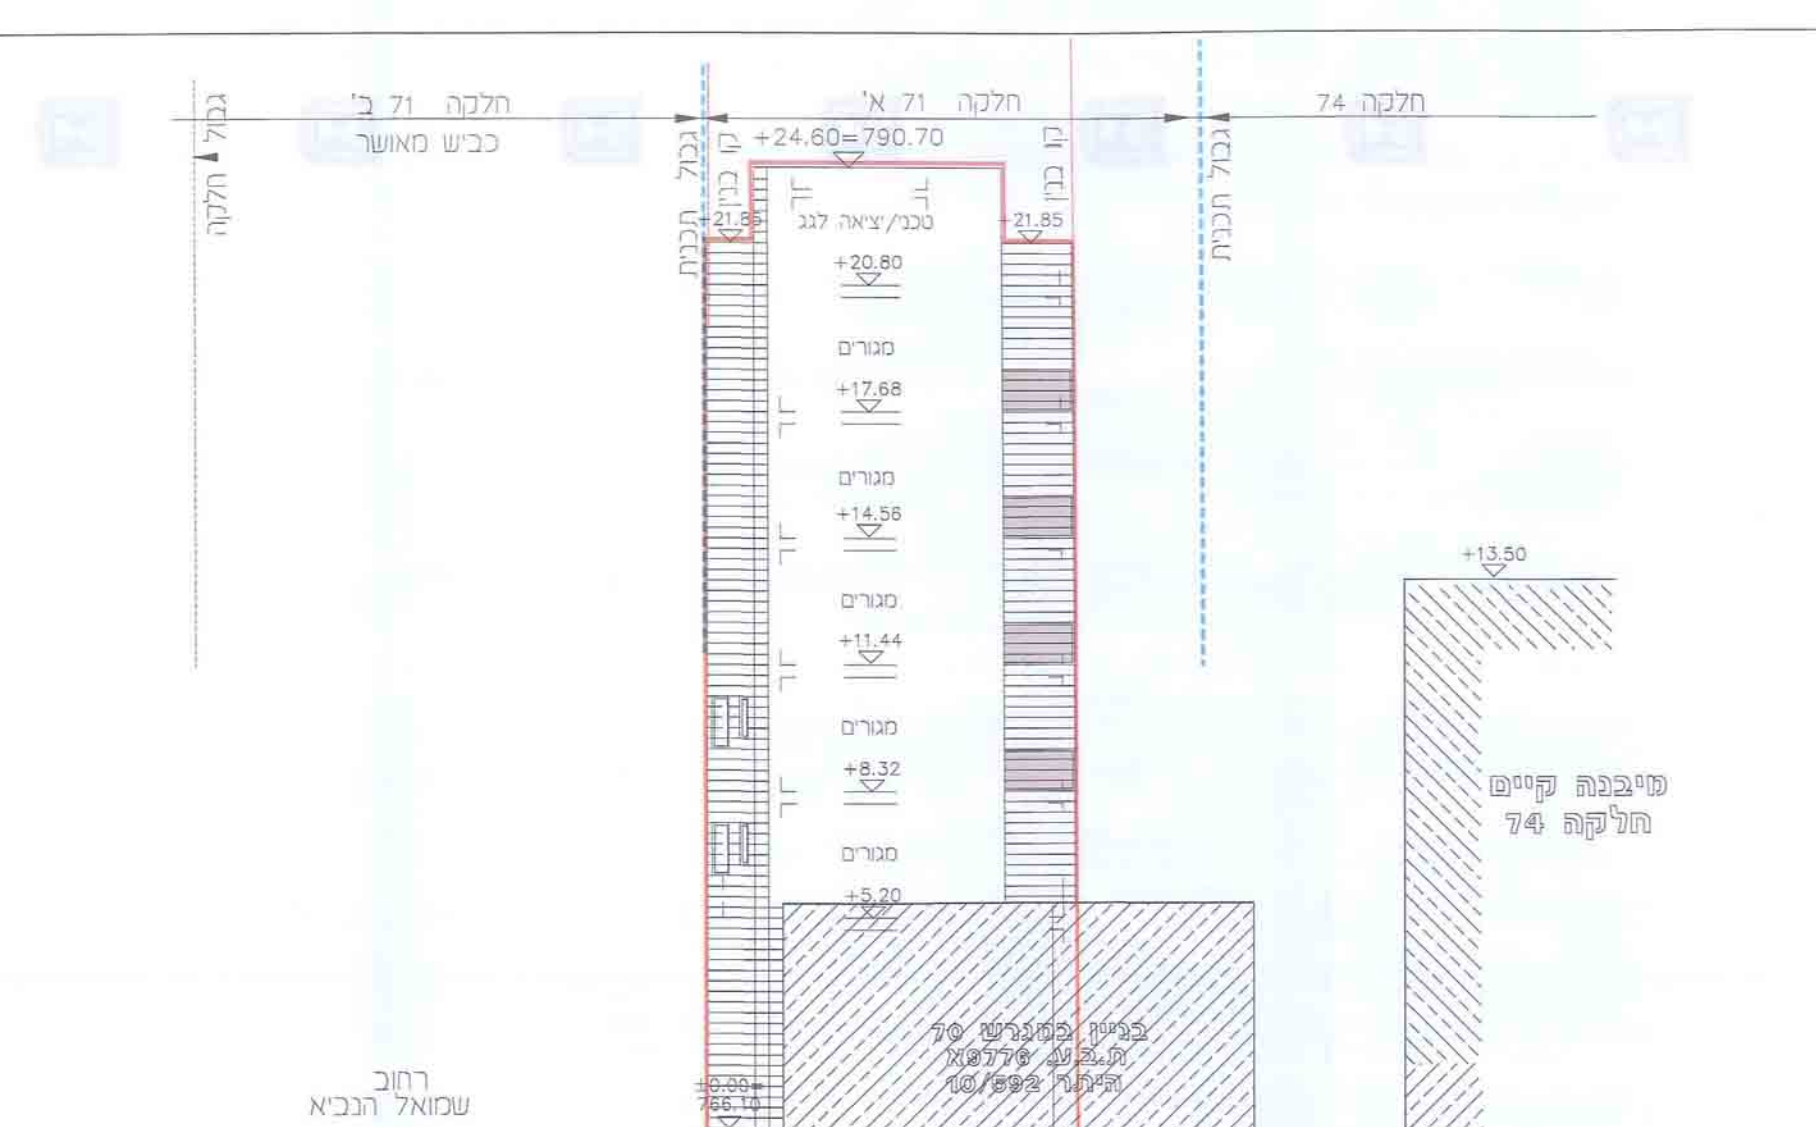 גבול חלקה
חלקה 71 ב'
כביש מאושר
גבול תכנית
קו בנין
חלקה 71 א'
+24.60=790.70
קו בנין
גבול תכנית
חלקה 74
+21.85
טכני/יציאה לגג
+21.85
+20.80
מגורים
+17.68
מגורים
+14.56
מגורים
+11.44
מגורים
+8.32
מגורים
+5.20
+13.50
מיבנה קיים
חלקה 74
בניין במגרש 70
ת.ב.ע. 9776א
היתר 10/592
±0.00=
766.10
רחוב
שמואל הנביא